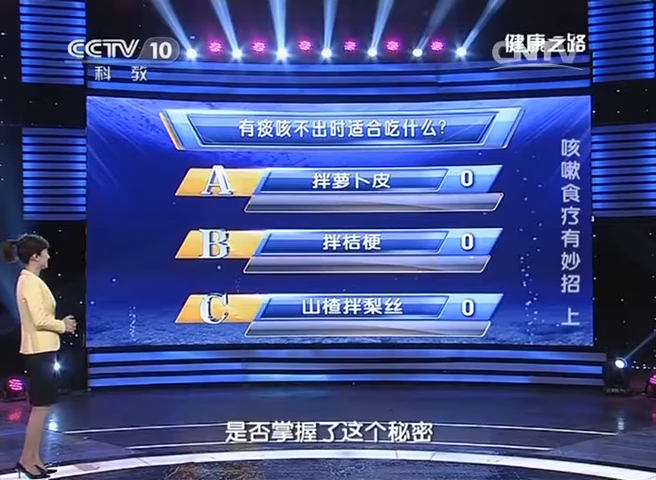 CCTV 10
科教
健康之路
CNTV
有痰咳不出时适合吃什么?
A 拌萝卜皮 0
B 拌桔梗 0
C 山楂拌梨丝 0
咳嗽食疗有妙招 上
是否掌握了这个秘密